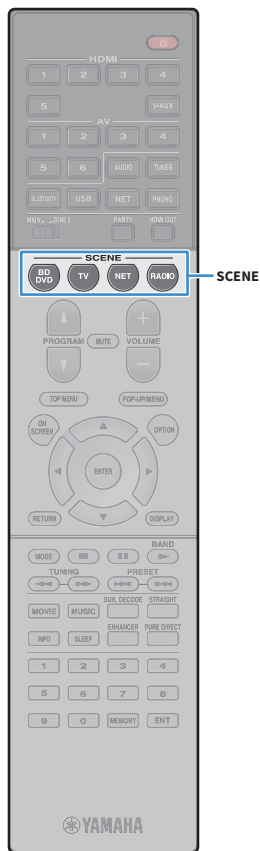 HDMI
1 2 3 4
5 V-AUX
AV
1 2 3 4
5 6 AUDIO TUNER
BLUETOOTH USB NET PHONO
MAIN ZONE2 PARTY HDMI OUT
SCENE
BD DVD TV NET RADIO
SCENE
PROGRAM MUTE VOLUME
TOP MENU POP-UP/MENU
ON SCREEN OPTION
ENTER
RETURN DISPLAY
BAND
MODE
TUNING PRESET
SUR. DECODE STRAIGHT
MOVIE MUSIC
ENHANCER PURE DIRECT
INFO SLEEP
1 2 3 4
5 6 7 8
9 0 MEMORY ENT
YAMAHA